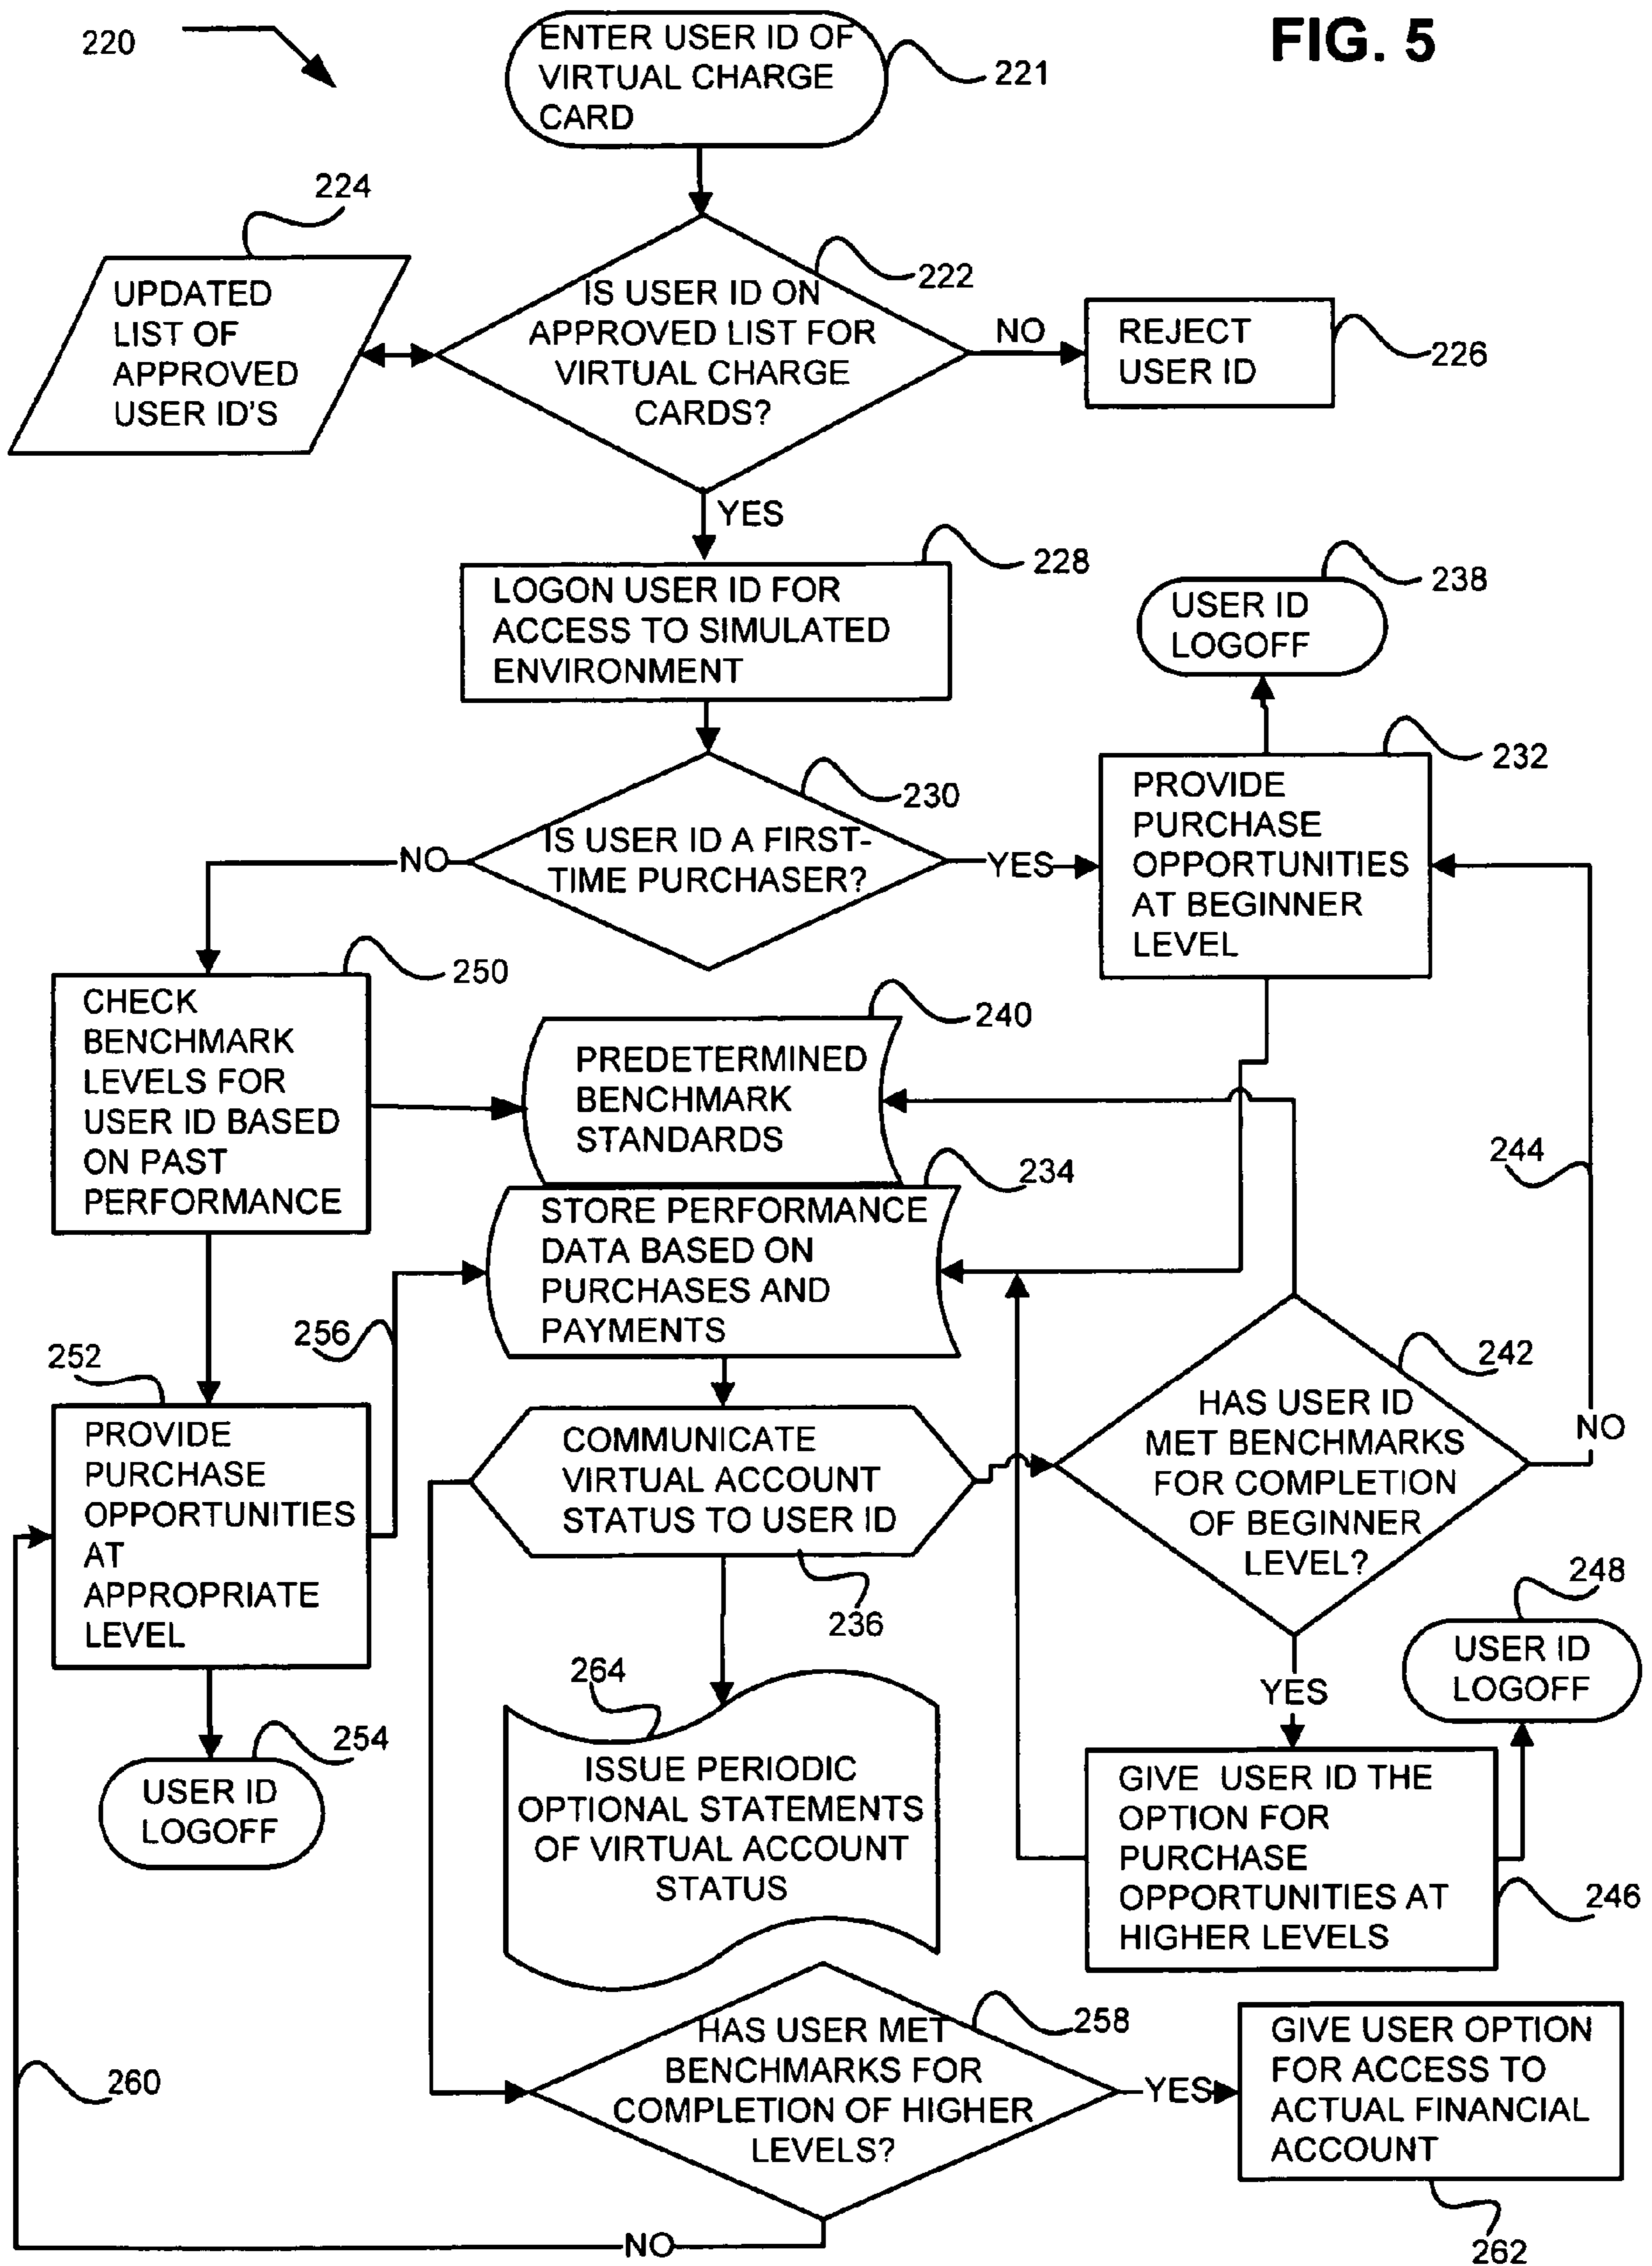 FIG. 5
220
ENTER USER ID OF
VIRTUAL CHARGE
CARD
221
224
UPDATED
LIST OF
APPROVED
USER ID'S
222
IS USER ID ON
APPROVED LIST FOR
VIRTUAL CHARGE
CARDS?
NO
REJECT
USER ID
226
YES
228
LOGON USER ID FOR
ACCESS TO SIMULATED
ENVIRONMENT
238
USER ID
LOGOFF
230
IS USER ID A FIRST-
TIME PURCHASER?
NO
YES
232
PROVIDE
PURCHASE
OPPORTUNITIES
AT BEGINNER
LEVEL
250
CHECK
BENCHMARK
LEVELS FOR
USER ID BASED
ON PAST
PERFORMANCE
240
PREDETERMINED
BENCHMARK
STANDARDS
234
STORE PERFORMANCE
DATA BASED ON
PURCHASES AND
PAYMENTS
244
256
252
PROVIDE
PURCHASE
OPPORTUNITIES
AT
APPROPRIATE
LEVEL
COMMUNICATE
VIRTUAL ACCOUNT
STATUS TO USER ID
236
242
HAS USER ID
MET BENCHMARKS
FOR COMPLETION
OF BEGINNER
LEVEL?
NO
YES
248
USER ID
LOGOFF
254
USER ID
LOGOFF
264
ISSUE PERIODIC
OPTIONAL STATEMENTS
OF VIRTUAL ACCOUNT
STATUS
GIVE USER ID THE
OPTION FOR
PURCHASE
OPPORTUNITIES AT
HIGHER LEVELS
246
258
HAS USER MET
BENCHMARKS FOR
COMPLETION OF HIGHER
LEVELS?
YES
GIVE USER OPTION
FOR ACCESS TO
ACTUAL FINANCIAL
ACCOUNT
262
260
NO